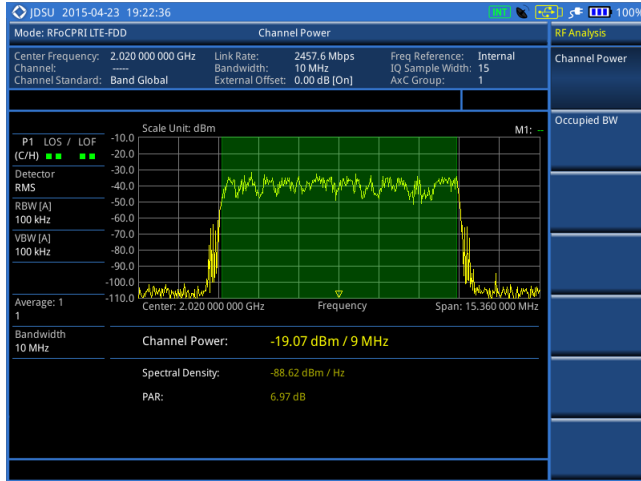 JDSU 2015-04-23 19:22:36 INT 100%
Mode: RFoCPRI LTE-FDD Channel Power RF Analysis
Center Frequency: 2.020 000 000 GHz Link Rate: 2457.6 Mbps Freq Reference: Internal
Channel: ----- Bandwidth: 10 MHz IQ Sample Width: 15
Channel Standard: Band Global External Offset: 0.00 dB [On] AxC Group: 1
Channel Power
Occupied BW
Scale Unit: dBm M1: --
P1 LOS / LOF
(C/H)
Detector
RMS
RBW [A]
100 kHz
VBW [A]
100 kHz
Average: 1
1
Bandwidth
10 MHz
-10.0
-20.0
-30.0
-40.0
-50.0
-60.0
-70.0
-80.0
-90.0
-100.0
-110.0
Center: 2.020 000 000 GHz Frequency Span: 15.360 000 MHz
Channel Power: -19.07 dBm / 9 MHz
Spectral Density: -88.62 dBm / Hz
PAR: 6.97 dB